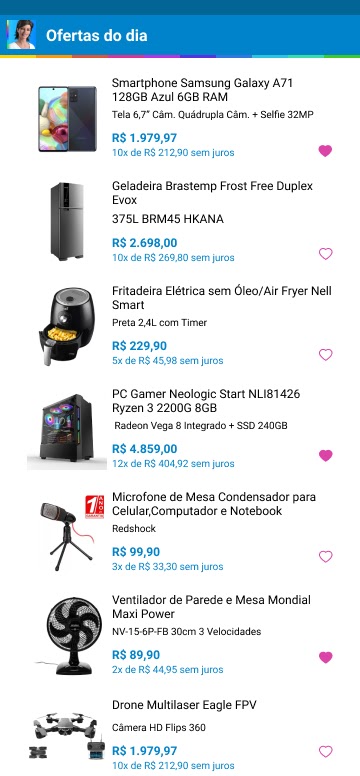 Ofertas do dia
Smartphone Samsung Galaxy A71
128GB Azul 6GB RAM
Tela 6,7” Câm. Quádrupla Câm. + Selfie 32MP
R$ 1.979,97
10x de R$ 212,90 sem juros
Geladeira Brastemp Frost Free Duplex
Evox
375L BRM45 HKANA
R$ 2.698,00
10x de R$ 269,80 sem juros
Fritadeira Elétrica sem Óleo/Air Fryer Nell
Smart
Preta 2,4L com Timer
R$ 229,90
5x de R$ 45,98 sem juros
PC Gamer Neologic Start NLI81426
Ryzen 3 2200G 8GB
Radeon Vega 8 Integrado + SSD 240GB
R$ 4.859,00
12x de R$ 404,92 sem juros
1 ANO
Microfone de Mesa Condensador para
Celular,Computador e Notebook
Redshock
R$ 99,90
3x de R$ 33,30 sem juros
Ventilador de Parede e Mesa Mondial
Maxi Power
NV-15-6P-FB 30cm 3 Velocidades
R$ 89,90
2x de R$ 44,95 sem juros
Drone Multilaser Eagle FPV
Câmera HD Flips 360
R$ 1.979,97
10x de R$ 212,90 sem juros